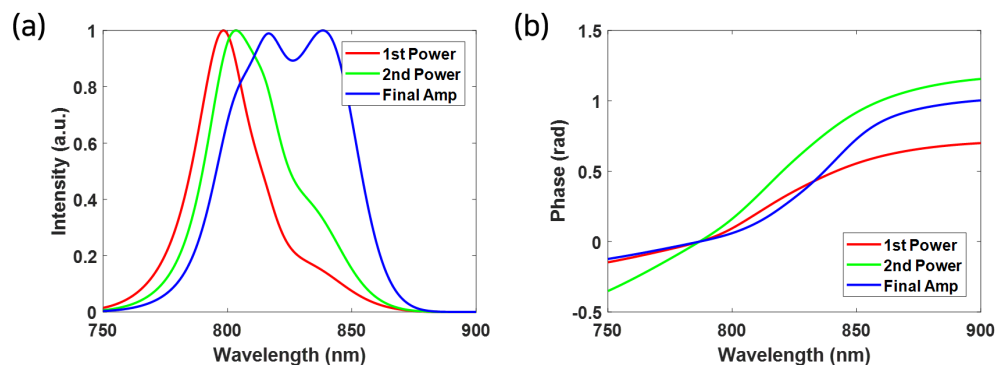 (a)
Intensity (a.u.)
1
0.8
0.6
0.4
0.2
0
750
800
850
900
Wavelength (nm)
1st Power
2nd Power
Final Amp
(b)
Phase (rad)
1.5
1
0.5
0
-0.5
750
800
850
900
Wavelength (nm)
1st Power
2nd Power
Final Amp